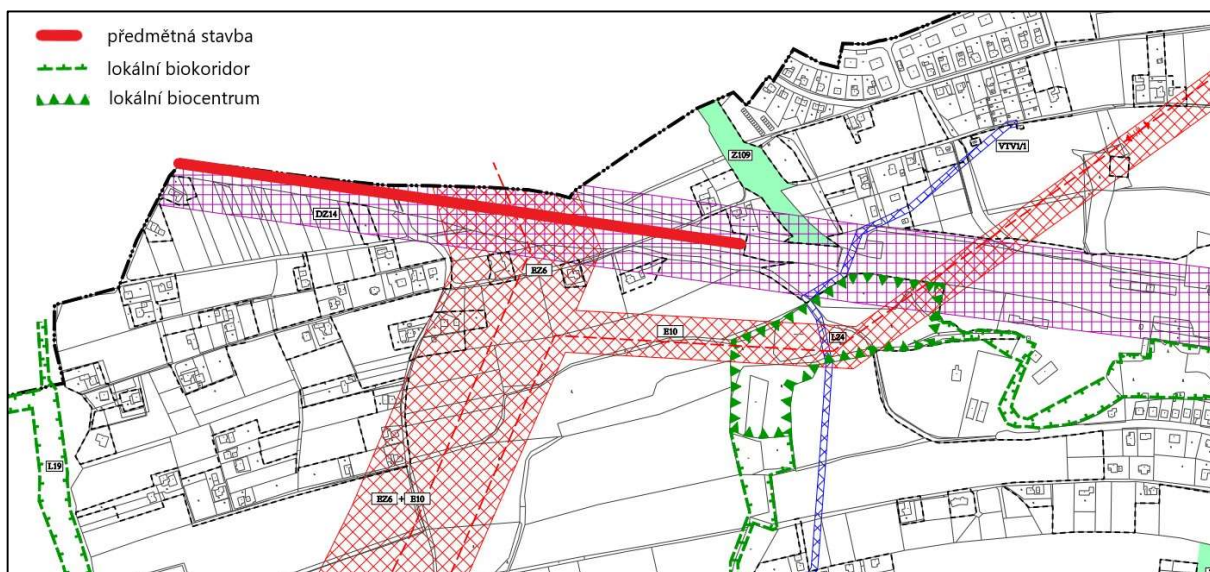 předmětná stavba
lokální biokoridor
lokální biocentrum
Z109
VTV1/1
DZ14
EZ6
E10
L24
L19
EZ6 + E10